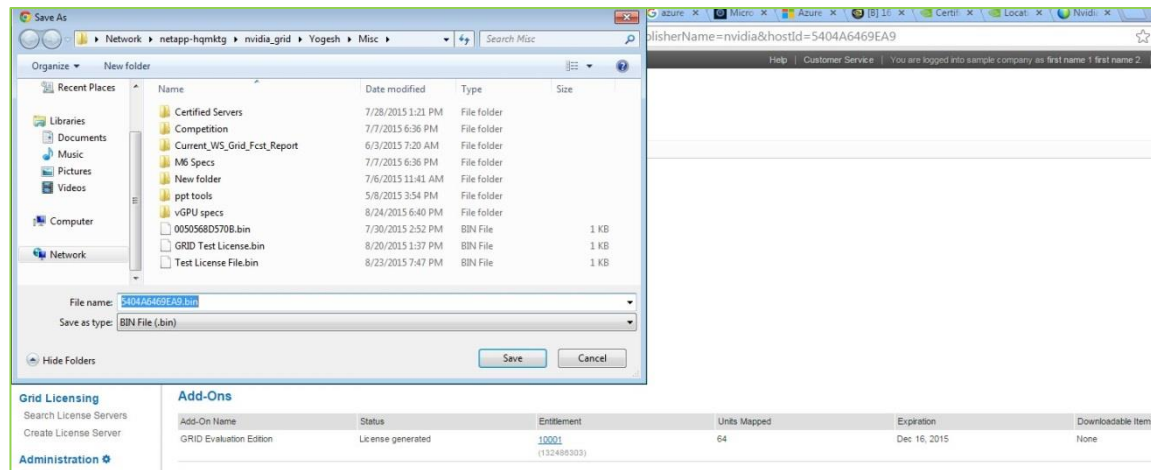 Save As
Network ▸ netapp-hqmktg ▸ nvidia_grid ▸ Yogesh ▸ Misc ▸
Search Misc
Organize
New folder
Recent Places
Libraries
Documents
Music
Pictures
Videos
Computer
Network
Name Date modified Type Size
Certified Servers 7/28/2015 1:21 PM File folder
Competition 7/7/2015 6:36 PM File folder
Current_WS_Grid_Fcst_Report 6/3/2015 7:20 AM File folder
M6 Specs 7/7/2015 6:36 PM File folder
New folder 7/6/2015 11:41 AM File folder
ppt tools 5/8/2015 3:54 PM File folder
vGPU specs 8/24/2015 6:40 PM File folder
0050568D570B.bin 7/30/2015 2:52 PM BIN File 1 KB
GRID Test License.bin 8/20/2015 1:37 PM BIN File 1 KB
Test License File.bin 8/23/2015 7:47 PM BIN File 1 KB
File name: 5404A6469EA9.bin
Save as type: BIN File (.bin)
Hide Folders
Save
Cancel
azure Micro Azure [8] 16 Certifi Locati Nvidi
blisherName=nvidia&hostId=5404A6469EA9
Help | Customer Service | You are logged into sample company as first name 1 first name 2.
Grid Licensing
Search License Servers
Create License Server
Administration
Add-Ons
Add-On Name Status Entitlement Units Mapped Expiration Downloadable Item
GRID Evaluation Edition License generated 10001 64 Dec 16, 2015 None
(132486303)